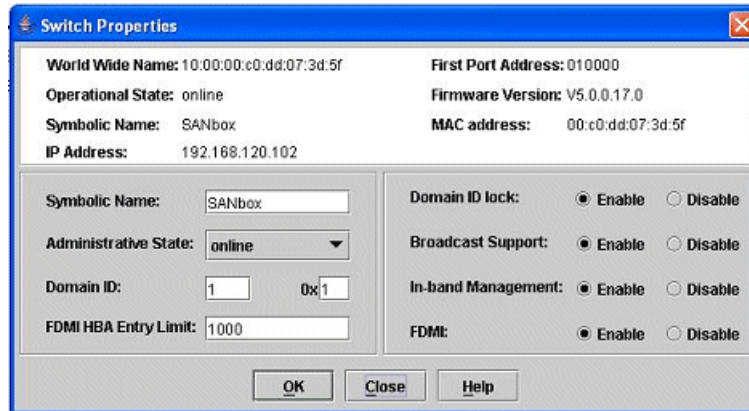 Switch Properties
World Wide Name: 10:00:00:c0:dd:07:3d:5f
First Port Address: 010000
Operational State: online
Firmware Version: V5.0.0.17.0
Symbolic Name: SANbox
MAC address: 00:c0:dd:07:3d:5f
IP Address: 192.168.120.102
Symbolic Name: SANbox
Administrative State: online
Domain ID: 1 0x 1
FDMI HBA Entry Limit: 1000
Domain ID lock: Enable Disable
Broadcast Support: Enable Disable
In-band Management: Enable Disable
FDMI: Enable Disable
OK Close Help